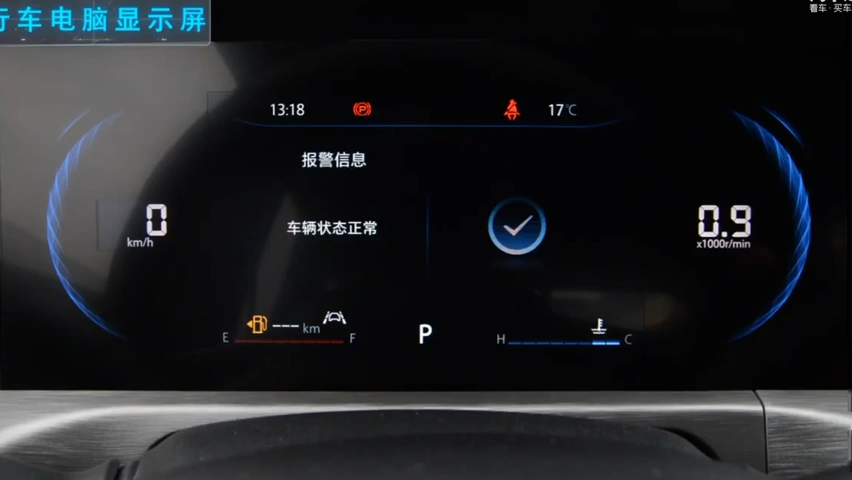 行车电脑显示屏
看车·买车
13:18
17℃
报警信息
0
km/h
车辆状态正常
0.9
x1000r/min
--- km
E
F
P
H
C